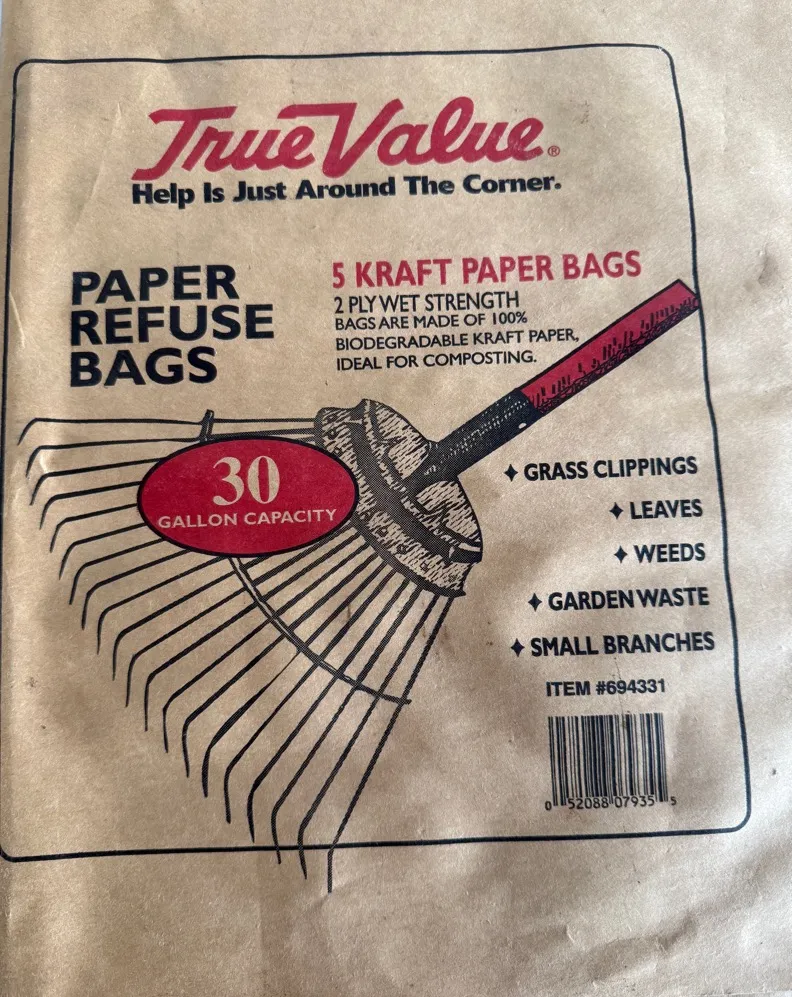 True Value®
Help Is Just Around The Corner.
PAPER
REFUSE
BAGS
5 KRAFT PAPER BAGS
2 PLY WET STRENGTH
BAGS ARE MADE OF 100%
BIODEGRADABLE KRAFT PAPER,
IDEAL FOR COMPOSTING.
30
GALLON CAPACITY
✦ GRASS CLIPPINGS
✦ LEAVES
✦ WEEDS
✦ GARDEN WASTE
✦ SMALL BRANCHES
ITEM #694331
0 52088 07935 5